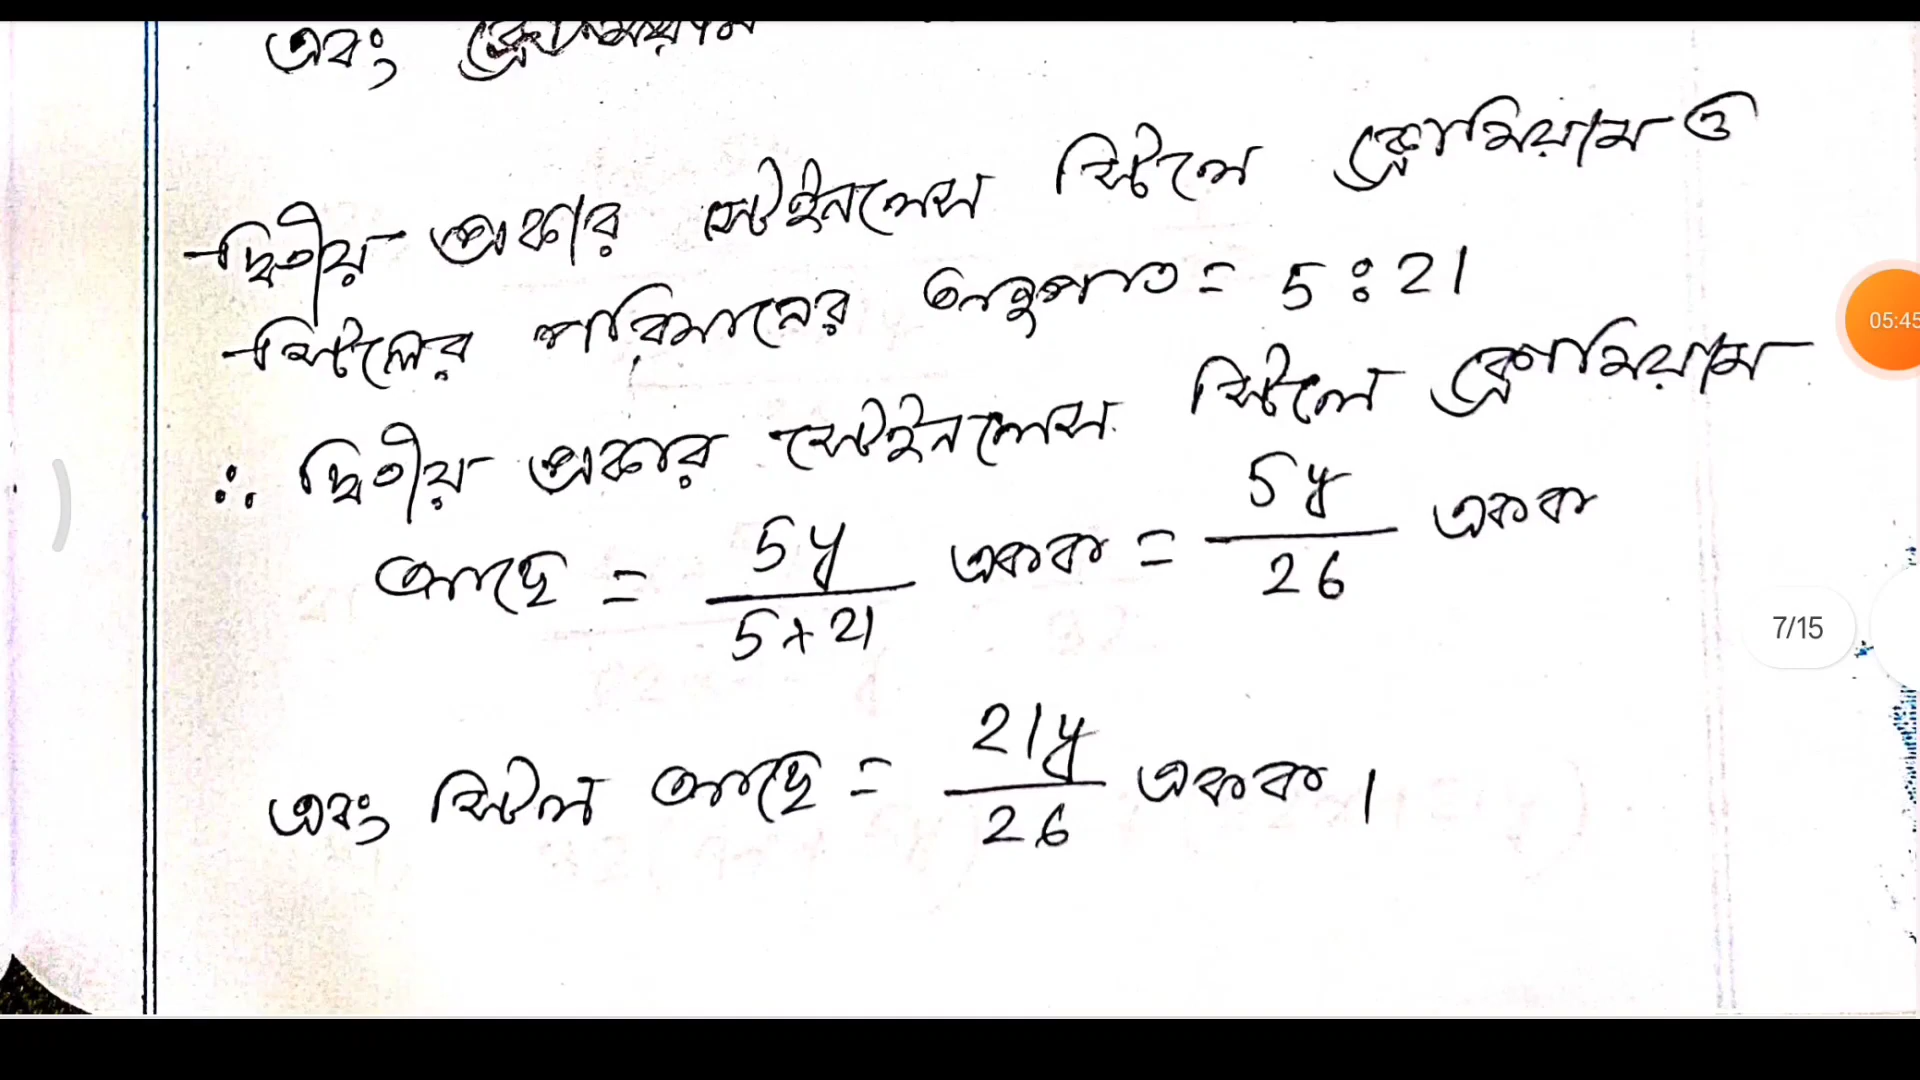 এবং ক্রোমিয়াম
দ্বিতীয় প্রকার স্টেইনলেস স্টিলে ক্রোমিয়াম ও
স্টিলের পরিমানের অনুপাত = 5 : 21
∴ দ্বিতীয় প্রকার স্টেইনলেস স্টিলে ক্রোমিয়াম
আছে = 5y/5+21 একক = 5y/26 একক
এবং স্টিল আছে = 21y/26 একক।
05:45
7/15